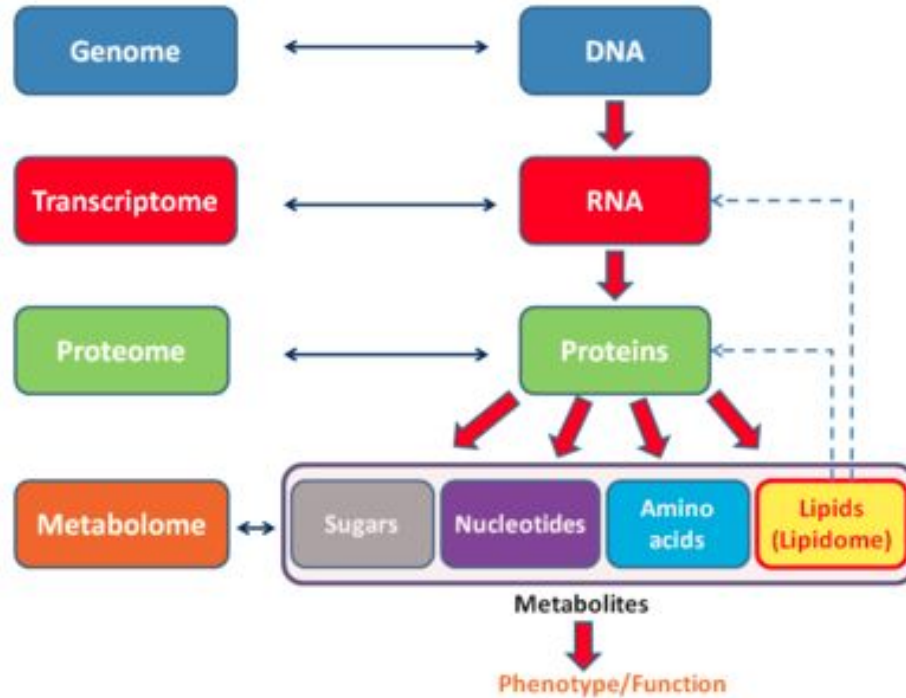 Genome
DNA
Transcriptome
RNA
Proteome
Proteins
Metabolome
Sugars
Nucleotides
Amino
acids
Lipids
(Lipidome)
Metabolites
Phenotype/Function